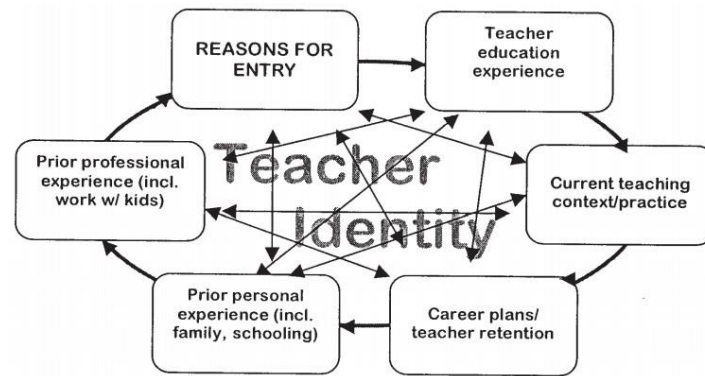 REASONS FOR
ENTRY
Teacher
education
experience
Prior professional
experience (incl.
work w/ kids)
Teacher
Identity
Current teaching
context/practice
Prior personal
experience (incl.
family, schooling)
Career plans/
teacher retention